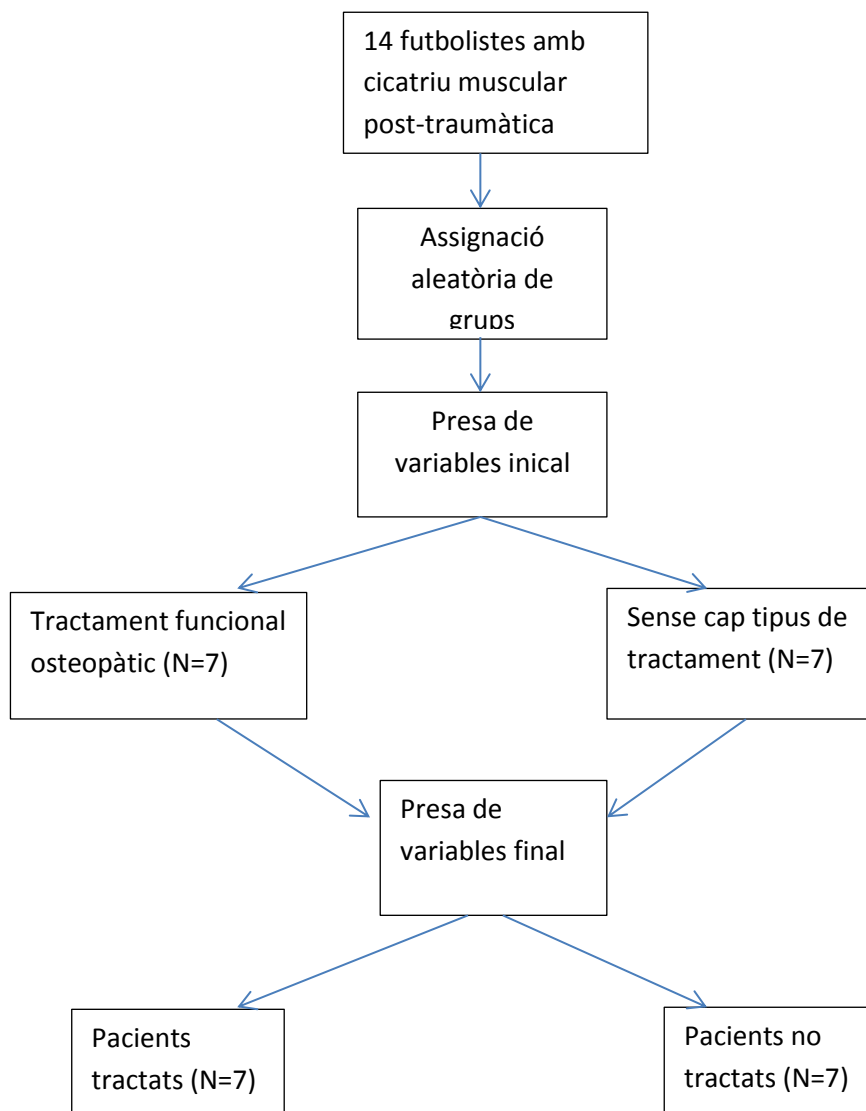 14 futbolistes amb
cicatriu muscular
post-traumàtica
Assignació
aleatòria de
grups
Presa de
variables inical
Tractament funcional
osteopàtic (N=7)
Sense cap tipus de
tractament (N=7)
Presa de
variables final
Pacients
tractats (N=7)
Pacients no
tractats (N=7)